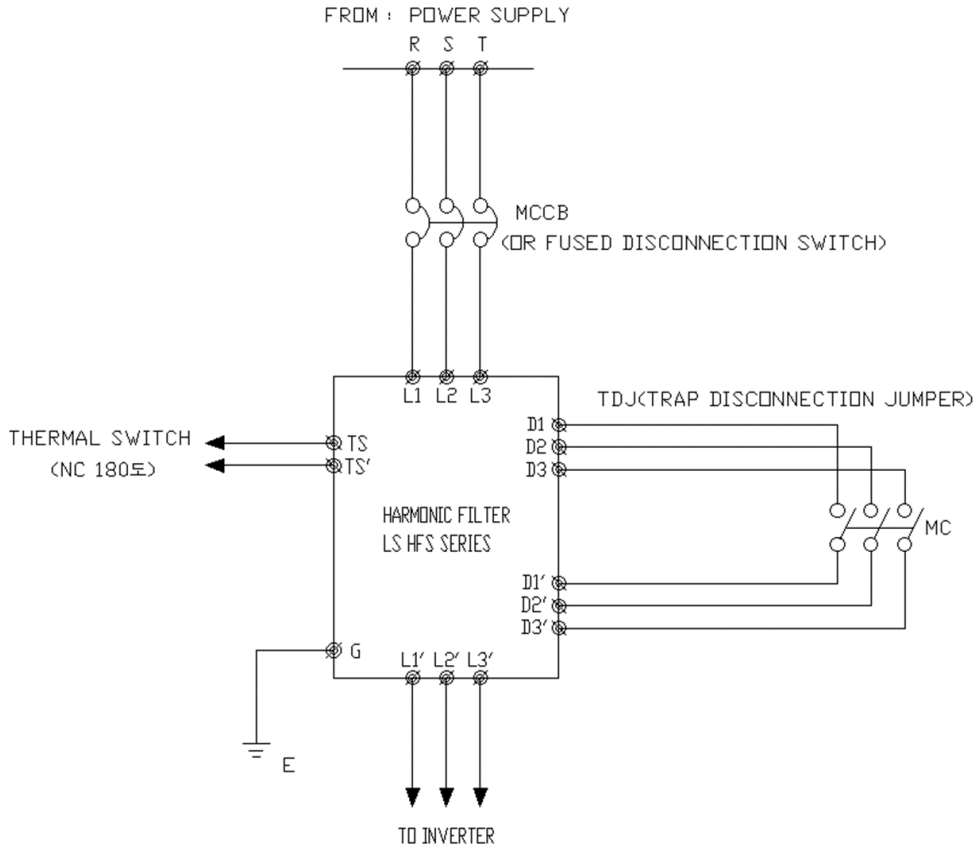 FROM : POWER SUPPLY
R S T
MCCB
(OR FUSED DISCONNECTION SWITCH)
L1 L2 L3
TDJ(TRAP DISCONNECTION JUMPER)
D1
D2
D3
THERMAL SWITCH
(NC 180도)
TS
TS'
HARMONIC FILTER
LS HFS SERIES
MC
D1'
D2'
D3'
G
L1' L2' L3'
E
TO INVERTER